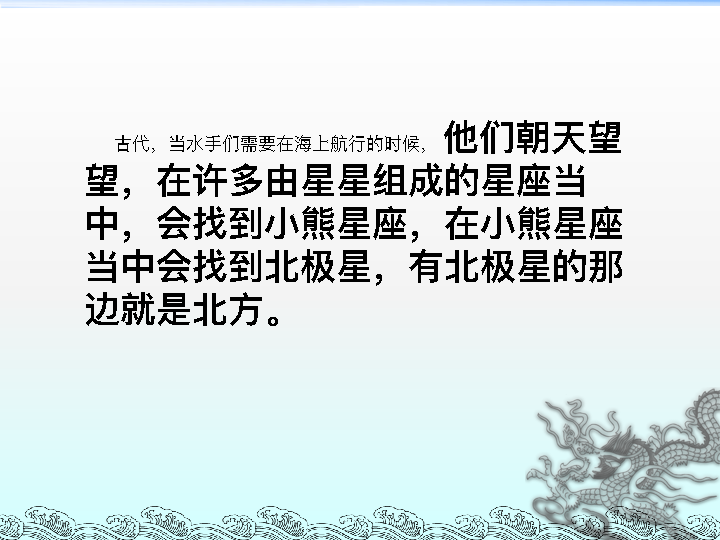 古代，当水手们需要在海上航行的时候，他们朝天望
望，在许多由星星组成的星座当
中，会找到小熊星座，在小熊星座
当中会找到北极星，有北极星的那
边就是北方。